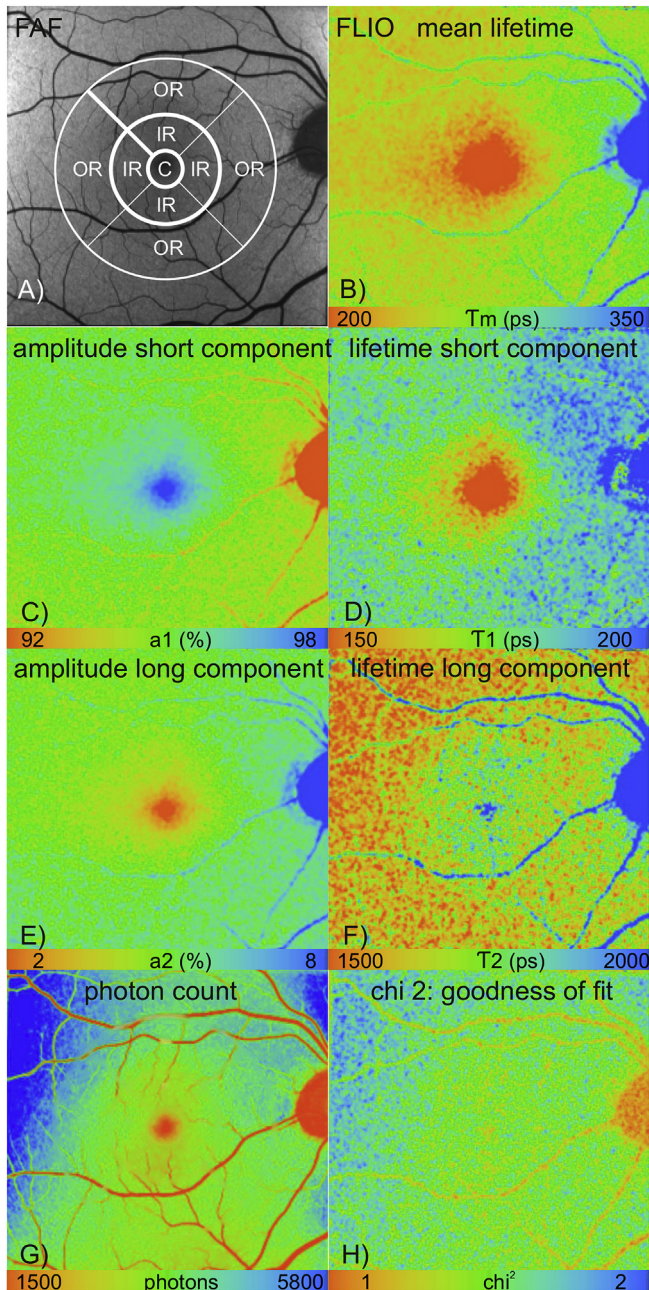 FAF
OR
IR
OR IR C IR OR
IR
OR
A)
FLIO mean lifetime
B)
200 Tm (ps) 350
amplitude short component
C)
92 a1 (%) 98
lifetime short component
D)
150 T1 (ps) 200
amplitude long component
E)
2 a2 (%) 8
lifetime long component
F)
1500 T2 (ps) 2000
photon count
G)
1500 photons 5800
chi 2: goodness of fit
H)
1 chi² 2